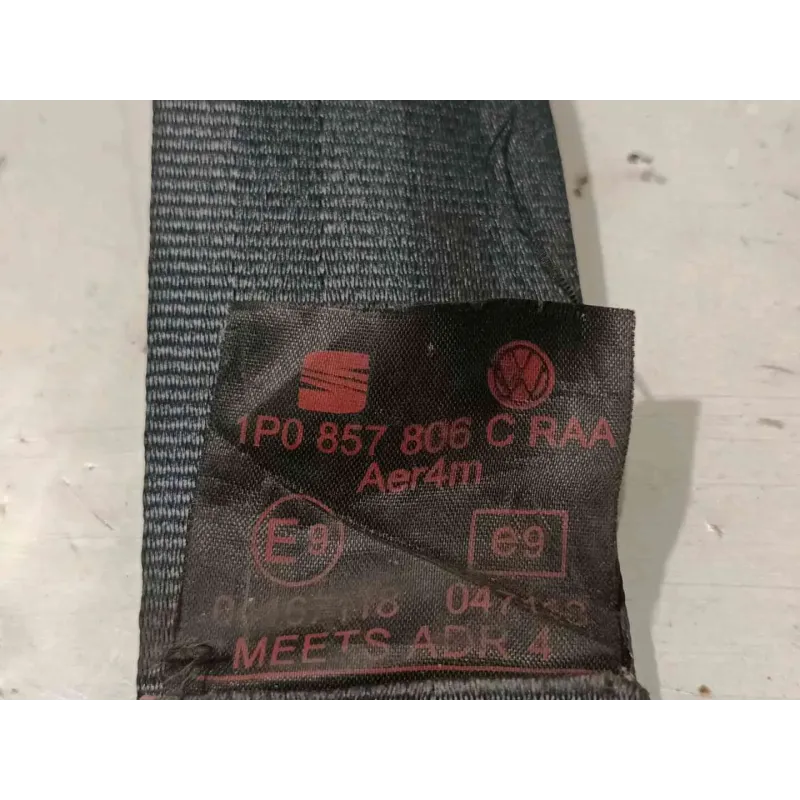 1P0 857 806 C RAA
Aer4m
E9 e9
MEETS ADR 4